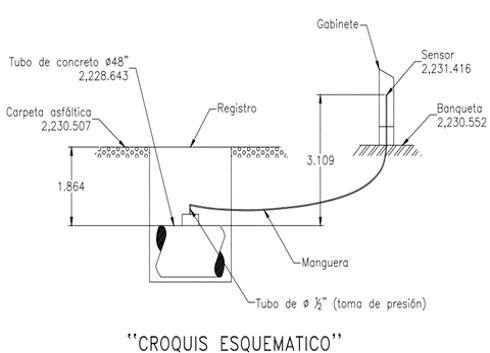 Gabinete
Sensor
2,231.416
Tubo de concreto ø48"
2,228.643
Carpeta asfáltica
2,230.507
Registro
Banqueta
2,230.552
1.864
3.109
Manguera
Tubo de ø ½" (toma de presión)
"CROQUIS ESQUEMATICO"